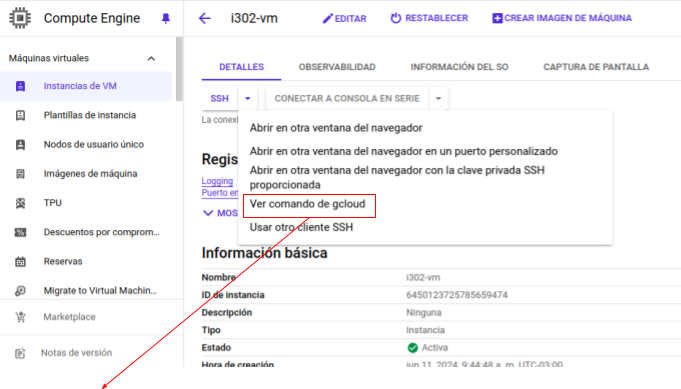 Compute Engine
i302-vm
EDITAR
RESTABLECER
CREAR IMAGEN DE MÁQUINA
Máquinas virtuales
Instancias de VM
Plantillas de instancia
Nodos de usuario único
Imágenes de máquina
TPU
Descuentos por comprom...
Reservas
Migrate to Virtual Machin...
Marketplace
Notas de versión
DETALLES
OBSERVABILIDAD
INFORMACIÓN DEL SO
CAPTURA DE PANTALLA
SSH
CONECTAR A CONSOLA EN SERIE
La conexi
Abrir en otra ventana del navegador
Abrir en otra ventana del navegador en un puerto personalizado
Abrir en otra ventana del navegador con la clave privada SSH
proporcionada
Ver comando de gcloud
Usar otro cliente SSH
Regis
Logging
Puerto en
MOS
Información básica
Nombre i302-vm
ID de instancia 6450123725785659474
Descripción Ninguna
Tipo Instancia
Estado Activa
Hora de creación jun 11, 2024, 9:44:48 a. m. UTC-03:00